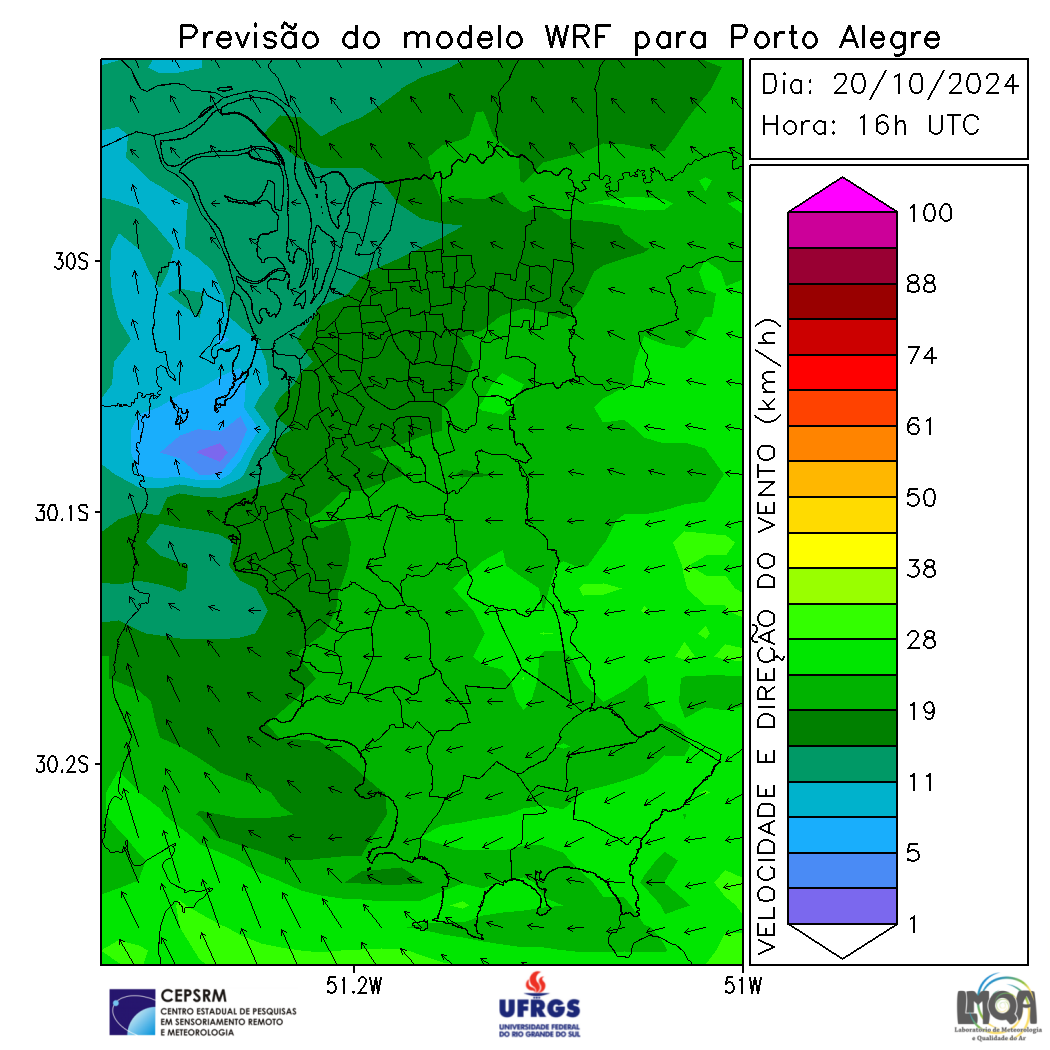 Previsão do modelo WRF para Porto Alegre
Dia: 20/10/2024
Hora: 16h UTC
30S
30.1S
30.2S
51.2W
51W
VELOCIDADE E DIREÇÃO DO VENTO (km/h)
100
88
74
61
50
38
28
19
11
5
1
CEPSRM
CENTRO ESTADUAL DE PESQUISAS
EM SENSORIAMENTO REMOTO
E METEOROLOGIA
UFRGS
UNIVERSIDADE FEDERAL
DO RIO GRANDE DO SUL
LMQA
Laboratório de Meteorologia
e Qualidade do Ar